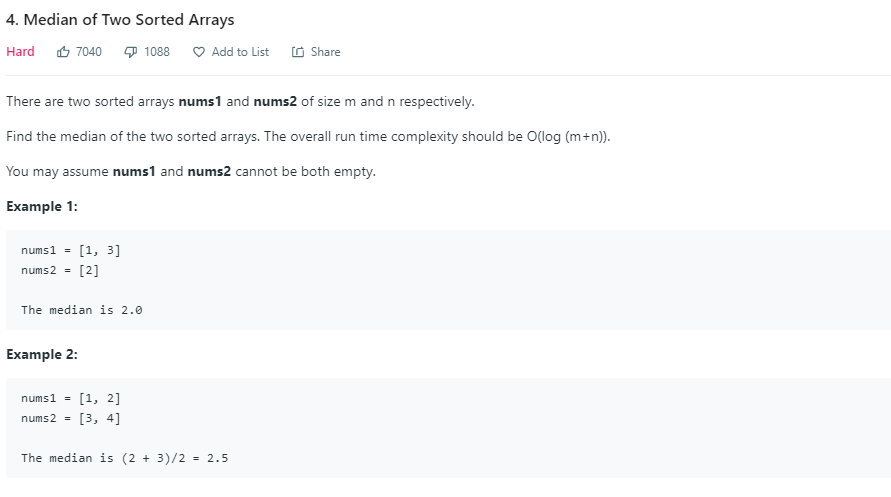 4. Median of Two Sorted Arrays
Hard 7040 1088 Add to List Share
There are two sorted arrays nums1 and nums2 of size m and n respectively.
Find the median of the two sorted arrays. The overall run time complexity should be O(log (m+n)).
You may assume nums1 and nums2 cannot be both empty.
Example 1:
nums1 = [1, 3]
nums2 = [2]
The median is 2.0
Example 2:
nums1 = [1, 2]
nums2 = [3, 4]
The median is (2 + 3)/2 = 2.5